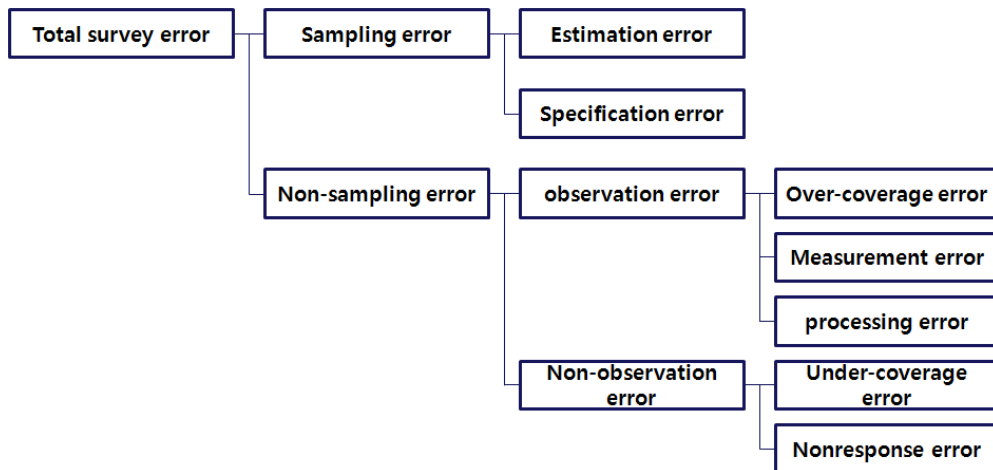 Total survey error
Sampling error
Estimation error
Specification error
Non-sampling error
observation error
Over-coverage error
Measurement error
processing error
Non-observation
error
Under-coverage
error
Nonresponse error